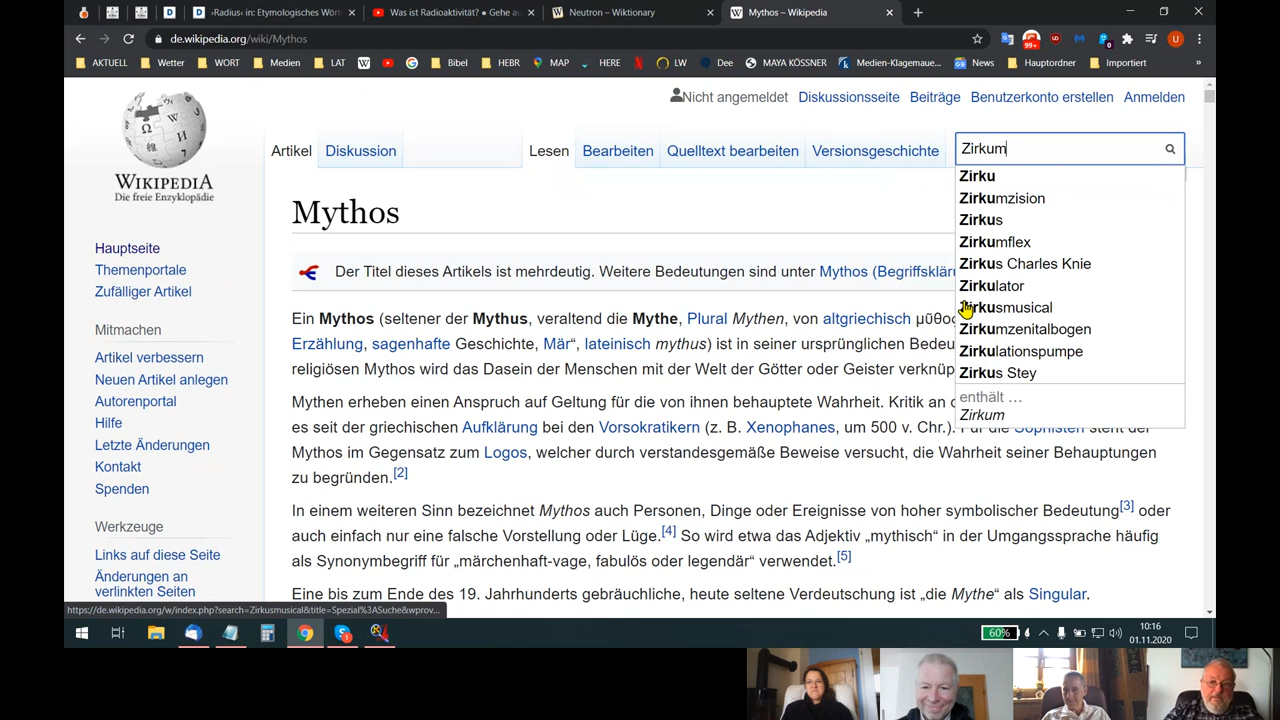 ›Radius‹ in: Etymologisches Wört
Was ist Radioaktivität? ● Gehe au
Neutron – Wiktionary
Mythos – Wikipedia
de.wikipedia.org/wiki/Mythos
99+
0
U
AKTUELL
Wetter
WORT
Medien
LAT
Bibel
HEBR
MAP
HERE
LW
Dee
MAYA KÖSSNER
Medien-Klagemaue...
News
Hauptordner
Importiert
»
Nicht angemeldet
Diskussionsseite
Beiträge
Benutzerkonto erstellen
Anmelden
WIKIPEDIA
Die freie Enzyklopädie
Artikel
Diskussion
Lesen
Bearbeiten
Quelltext bearbeiten
Versionsgeschichte
Zirkum
Zirku
Zirkumzision
Zirkus
Zirkumflex
Zirkus Charles Knie
Zirkulator
Zirkusmusical
Zirkumzenitalbogen
Zirkulationspumpe
Zirkus Stey
enthält ...
Zirkum
Hauptseite
Themenportale
Zufälliger Artikel
Mitmachen
Artikel verbessern
Neuen Artikel anlegen
Autorenportal
Hilfe
Letzte Änderungen
Kontakt
Spenden
Werkzeuge
Links auf diese Seite
Änderungen an
verlinkten Seiten
Mythos
Der Titel dieses Artikels ist mehrdeutig. Weitere Bedeutungen sind unter Mythos (Begriffsklär
Ein Mythos (seltener der Mythus, veraltend die Mythe, Plural Mythen, von altgriechisch μῦθος
Erzählung, sagenhafte Geschichte, Mär“, lateinisch mythus) ist in seiner ursprünglichen Bedeu
religiösen Mythos wird das Dasein der Menschen mit der Welt der Götter oder Geister verknüp
Mythen erheben einen Anspruch auf Geltung für die von ihnen behauptete Wahrheit. Kritik an d
es seit der griechischen Aufklärung bei den Vorsokratikern (z. B. Xenophanes, um 500 v. Chr.). Für die Sophisten steht der
Mythos im Gegensatz zum Logos, welcher durch verstandesgemäße Beweise versucht, die Wahrheit seiner Behauptungen
zu begründen.[2]
In einem weiteren Sinn bezeichnet Mythos auch Personen, Dinge oder Ereignisse von hoher symbolischer Bedeutung[3] oder
auch einfach nur eine falsche Vorstellung oder Lüge.[4] So wird etwa das Adjektiv „mythisch“ in der Umgangssprache häufig
als Synonymbegriff für „märchenhaft-vage, fabulös oder legendär“ verwendet.[5]
Eine bis zum Ende des 19. Jahrhunderts gebräuchliche, heute seltene Verdeutschung ist „die Mythe“ als Singular.
https://de.wikipedia.org/w/index.php?search=Zirkusmusical&title=Spezial%3ASuche&wprov...
60%
10:16
01.11.2020